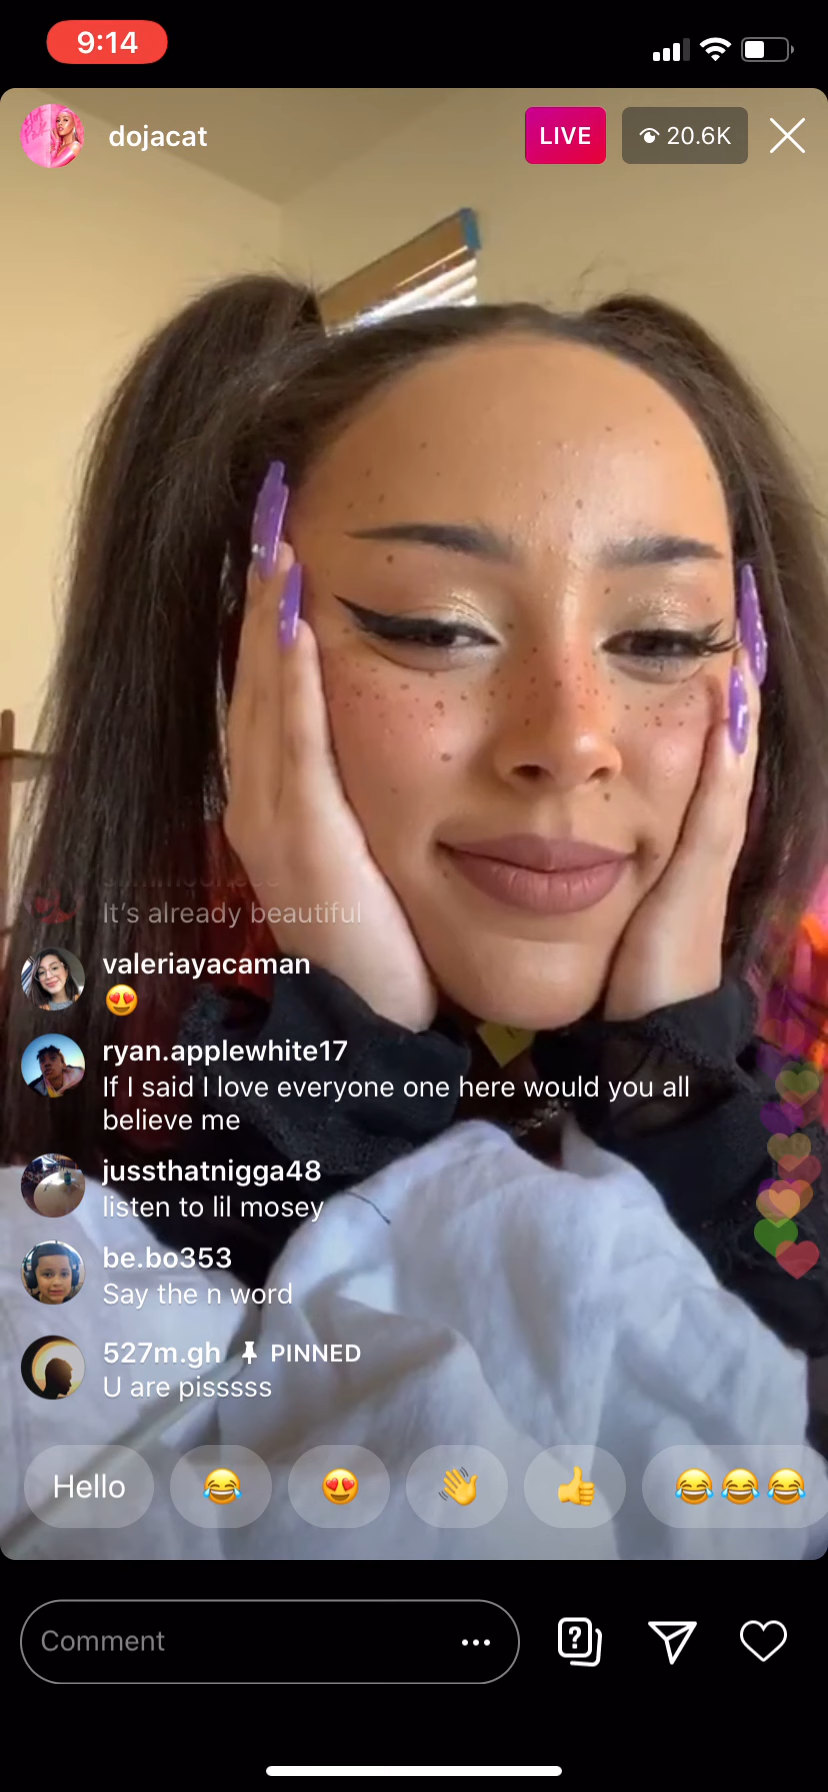 9:14
dojacat
LIVE
20.6K
It's already beautiful
valeriayacaman
😍
ryan.applewhite17
If I said I love everyone one here would you all
believe me
jussthatnigga48
listen to lil mosey
be.bo353
Say the n word
527m.gh PINNED
U are pisssss
Hello 😂 😍 👋 👍 😂😂😂
Comment